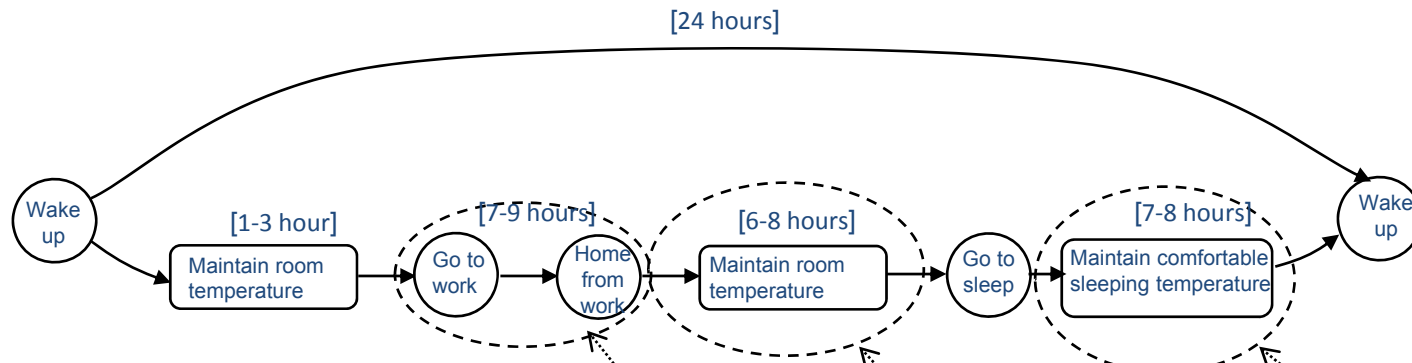 [24 hours]
Wake
up
[1-3 hour]
Maintain room
temperature
[7-9 hours]
Go to
work
Home
from
work
[6-8 hours]
Maintain room
temperature
Go to
sleep
[7-8 hours]
Maintain comfortable
sleeping temperature
Wake
up